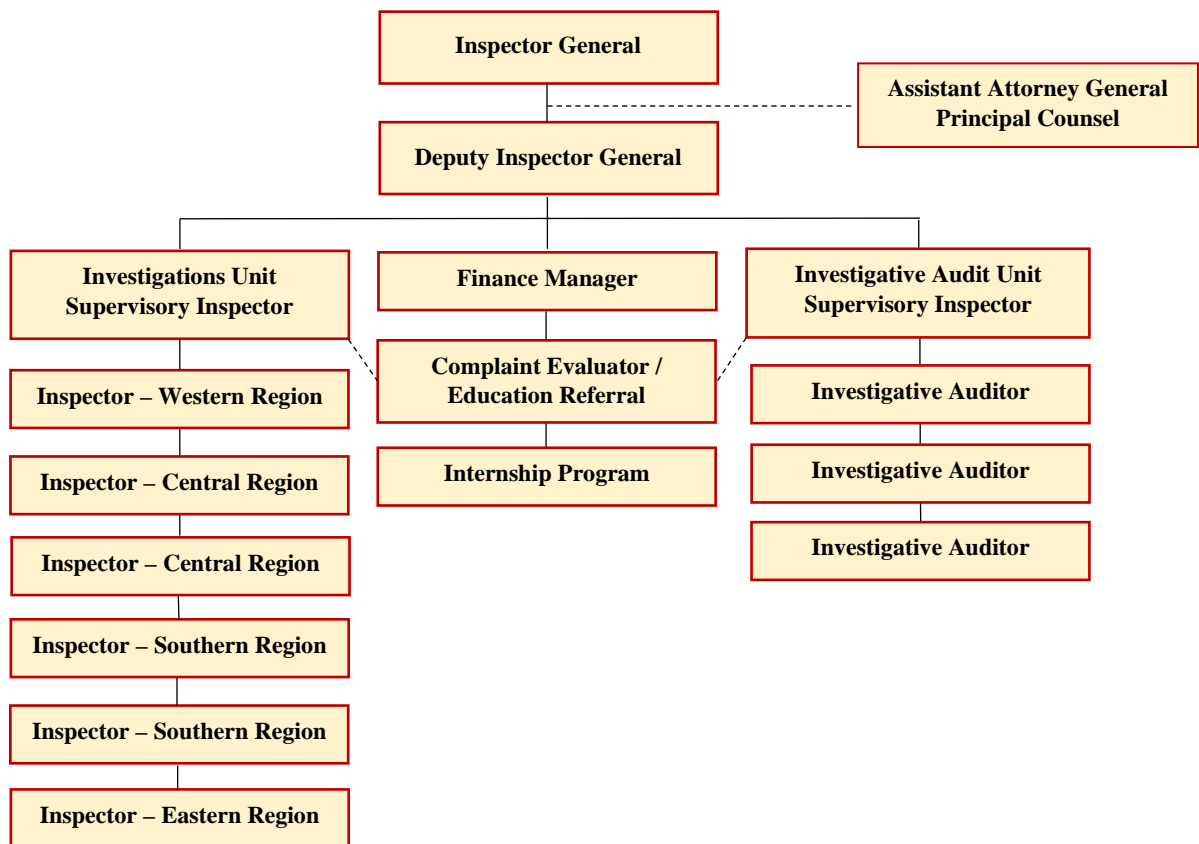 Inspector General
Assistant Attorney General
Principal Counsel
Deputy Inspector General
Investigations Unit
Supervisory Inspector
Finance Manager
Investigative Audit Unit
Supervisory Inspector
Complaint Evaluator /
Education Referral
Inspector – Western Region
Investigative Auditor
Internship Program
Inspector – Central Region
Investigative Auditor
Inspector – Central Region
Investigative Auditor
Inspector – Southern Region
Inspector – Southern Region
Inspector – Eastern Region